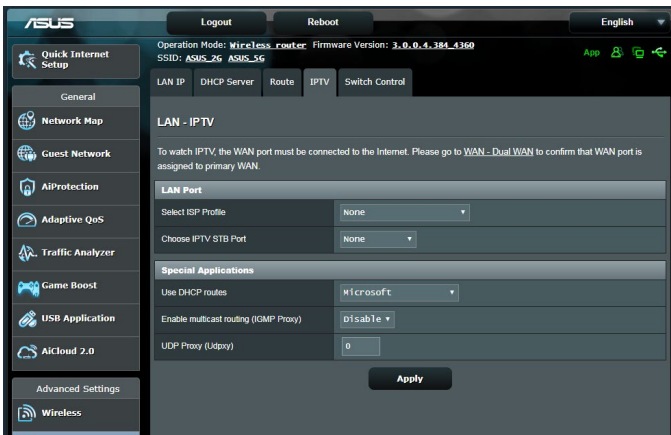 ASUS
Logout
Reboot
English
Quick Internet
Setup
Operation Mode: Wireless router Firmware Version: 3.0.0.4.384_4360
SSID: ASUS_2G ASUS_5G
App
LAN IP
DHCP Server
Route
IPTV
Switch Control
General
Network Map
Guest Network
AiProtection
Adaptive QoS
Traffic Analyzer
Game Boost
USB Application
AiCloud 2.0
Advanced Settings
Wireless
LAN - IPTV
To watch IPTV, the WAN port must be connected to the Internet. Please go to WAN - Dual WAN to confirm that WAN port is
assigned to primary WAN.
LAN Port
Select ISP Profile
None
Choose IPTV STB Port
None
Special Applications
Use DHCP routes
Microsoft
Enable multicast routing (IGMP Proxy)
Disable
UDP Proxy (Udpxy)
0
Apply